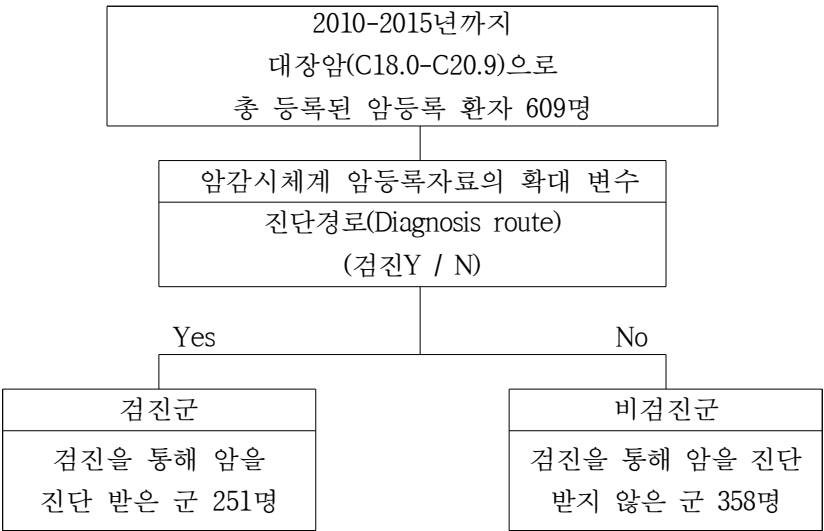 2010-2015년까지
대장암(C18.0-C20.9)으로
총 등록된 암등록 환자 609명
암감시체계 암등록자료의 확대 변수
진단경로(Diagnosis route)
(검진Y / N)
Yes
No
검진군
검진을 통해 암을
진단 받은 군 251명
비검진군
검진을 통해 암을 진단
받지 않은 군 358명